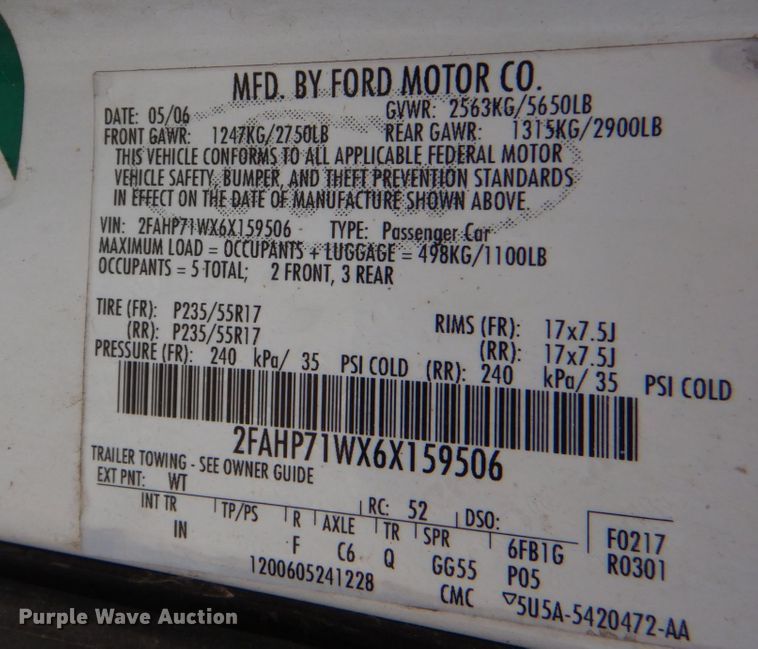 MFD. BY FORD MOTOR CO.
DATE: 05/06 GVWR: 2563KG/5650LB
FRONT GAWR: 1247KG/2750LB REAR GAWR: 1315KG/2900LB
THIS VEHICLE CONFORMS TO ALL APPLICABLE FEDERAL MOTOR
VEHICLE SAFETY, BUMPER, AND THEFT PREVENTION STANDARDS
IN EFFECT ON THE DATE OF MANUFACTURE SHOWN ABOVE.
VIN: 2FAHP71WX6X159506 TYPE: Passenger Car
MAXIMUM LOAD = OCCUPANTS + LUGGAGE = 498KG/1100LB
OCCUPANTS = 5 TOTAL; 2 FRONT, 3 REAR
TIRE (FR): P235/55R17 RIMS (FR): 17x7.5J
(RR): P235/55R17 (RR): 17x7.5J
PRESSURE (FR): 240 kPa/ 35 PSI COLD (RR): 240 kPa/ 35 PSI COLD
2FAHP71WX6X159506
TRAILER TOWING - SEE OWNER GUIDE
EXT PNT: WT RC: 52 DSO:
INT TR TP/PS R AXLE TR SPR 6FB1G F0217
IN F C6 Q GG55 P05 R0301
1200605241228 CMC 5U5A-5420472-AA
Purple Wave Auction